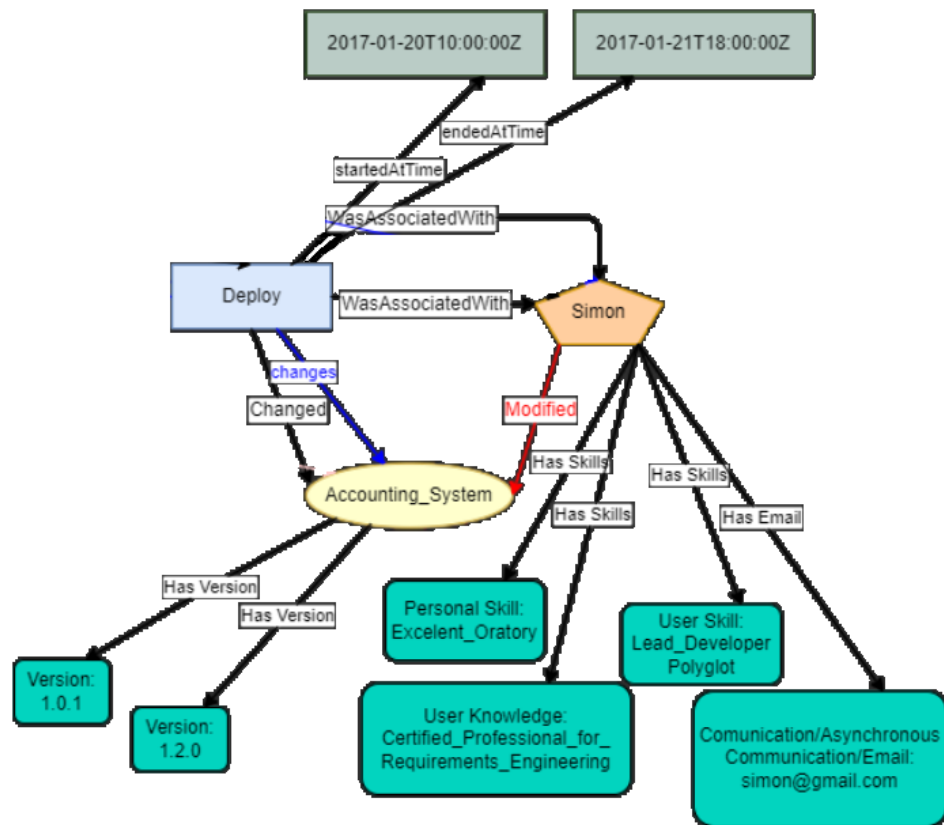 2017-01-20T10:00:00Z
2017-01-21T18:00:00Z
endedAtTime
startedAtTime
WasAssociatedWith
Deploy
WasAssociatedWith
Simon
changes
Changed
Modified
Has Skills
Has Skills
Accounting_System
Has Skills
Has Email
Has Version
Has Version
Personal Skill:
Excelent_Oratory
User Skill:
Lead_Developer
Polyglot
Version:
1.0.1
Version:
1.2.0
User Knowledge:
Certified_Professional_for_
Requirements_Engineering
Comunication/Asynchronous
Communication/Email:
simon@gmail.com